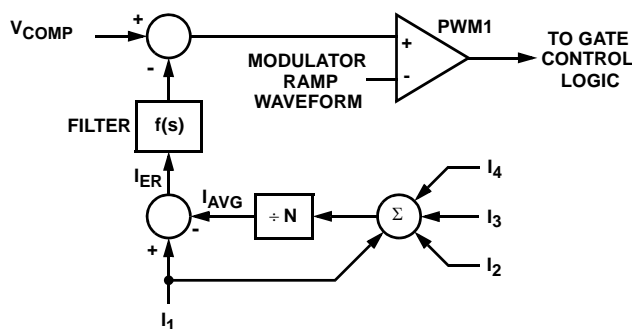 V_COMP
+
-
+
-
PWM1
MODULATOR
RAMP
WAVEFORM
TO GATE
CONTROL
LOGIC
FILTER
f(s)
I_ER
I_AVG
-
+
÷ N
Σ
I_4
I_3
I_2
I_1